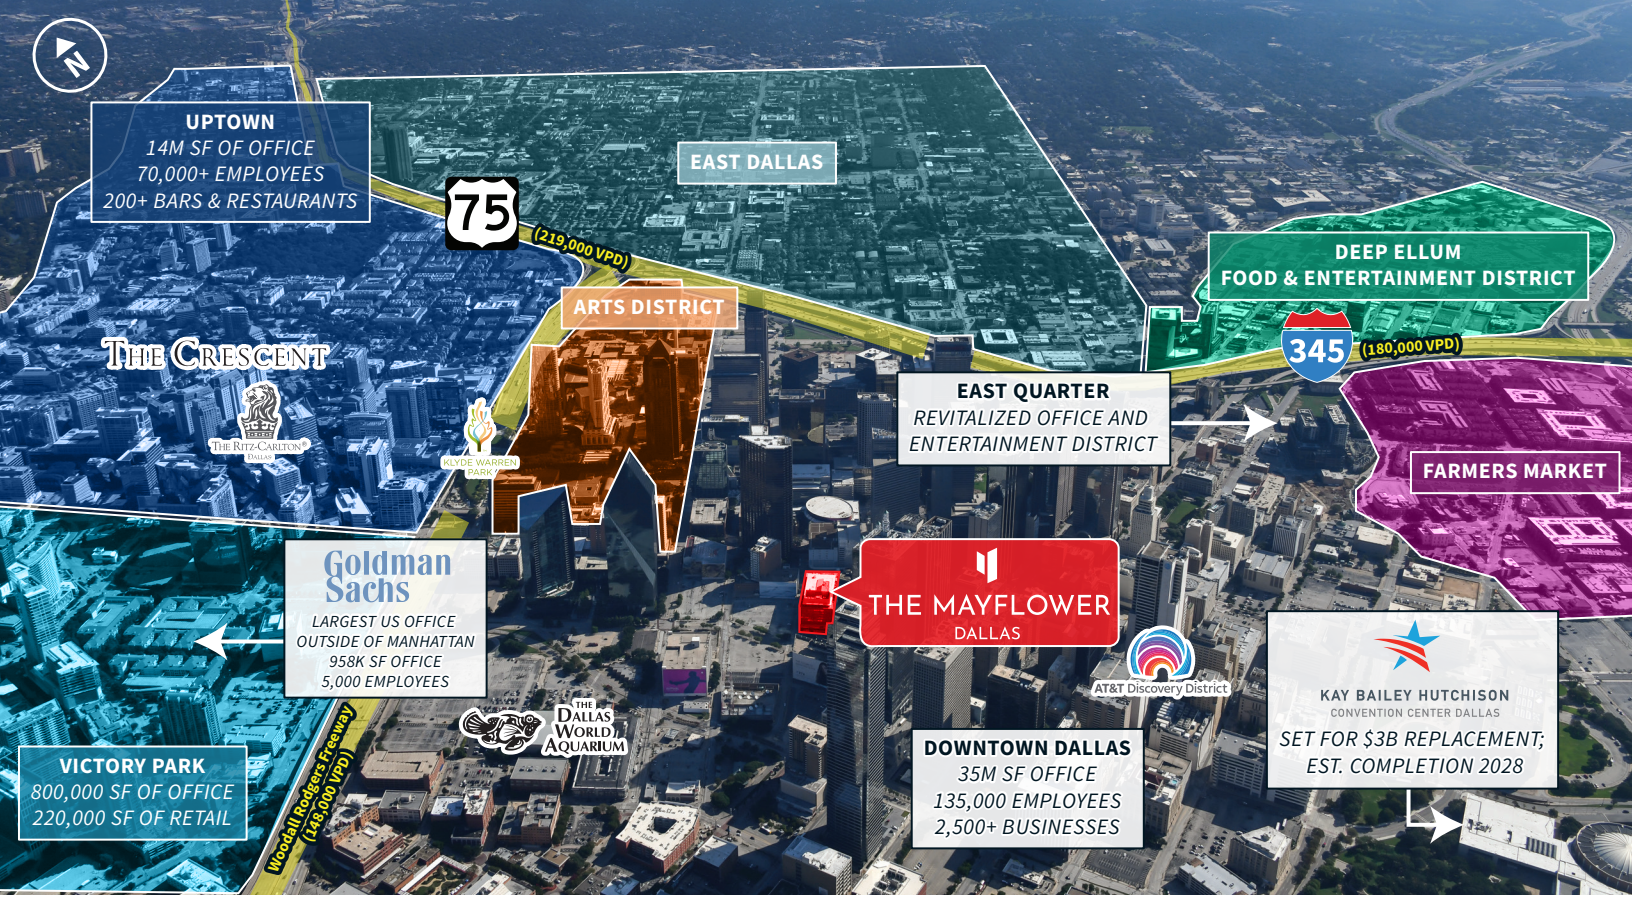 N
UPTOWN
14M SF OF OFFICE
70,000+ EMPLOYEES
200+ BARS & RESTAURANTS
EAST DALLAS
75
(219,000 VPD)
DEEP ELLUM
FOOD & ENTERTAINMENT DISTRICT
ARTS DISTRICT
345
(180,000 VPD)
THE CRESCENT
THE RITZ-CARLTON®
DALLAS
KLYDE WARREN
PARK
EAST QUARTER
REVITALIZED OFFICE AND
ENTERTAINMENT DISTRICT
FARMERS MARKET
Goldman
Sachs
LARGEST US OFFICE
OUTSIDE OF MANHATTAN
958K SF OFFICE
5,000 EMPLOYEES
THE MAYFLOWER
DALLAS
AT&T Discovery District
KAY BAILEY HUTCHISON
CONVENTION CENTER DALLAS
SET FOR $3B REPLACEMENT;
EST. COMPLETION 2028
THE
DALLAS
WORLD
AQUARIUM
DOWNTOWN DALLAS
35M SF OFFICE
135,000 EMPLOYEES
2,500+ BUSINESSES
VICTORY PARK
800,000 SF OF OFFICE
220,000 SF OF RETAIL
Woodall Rodgers Freeway
(148,000 VPD)